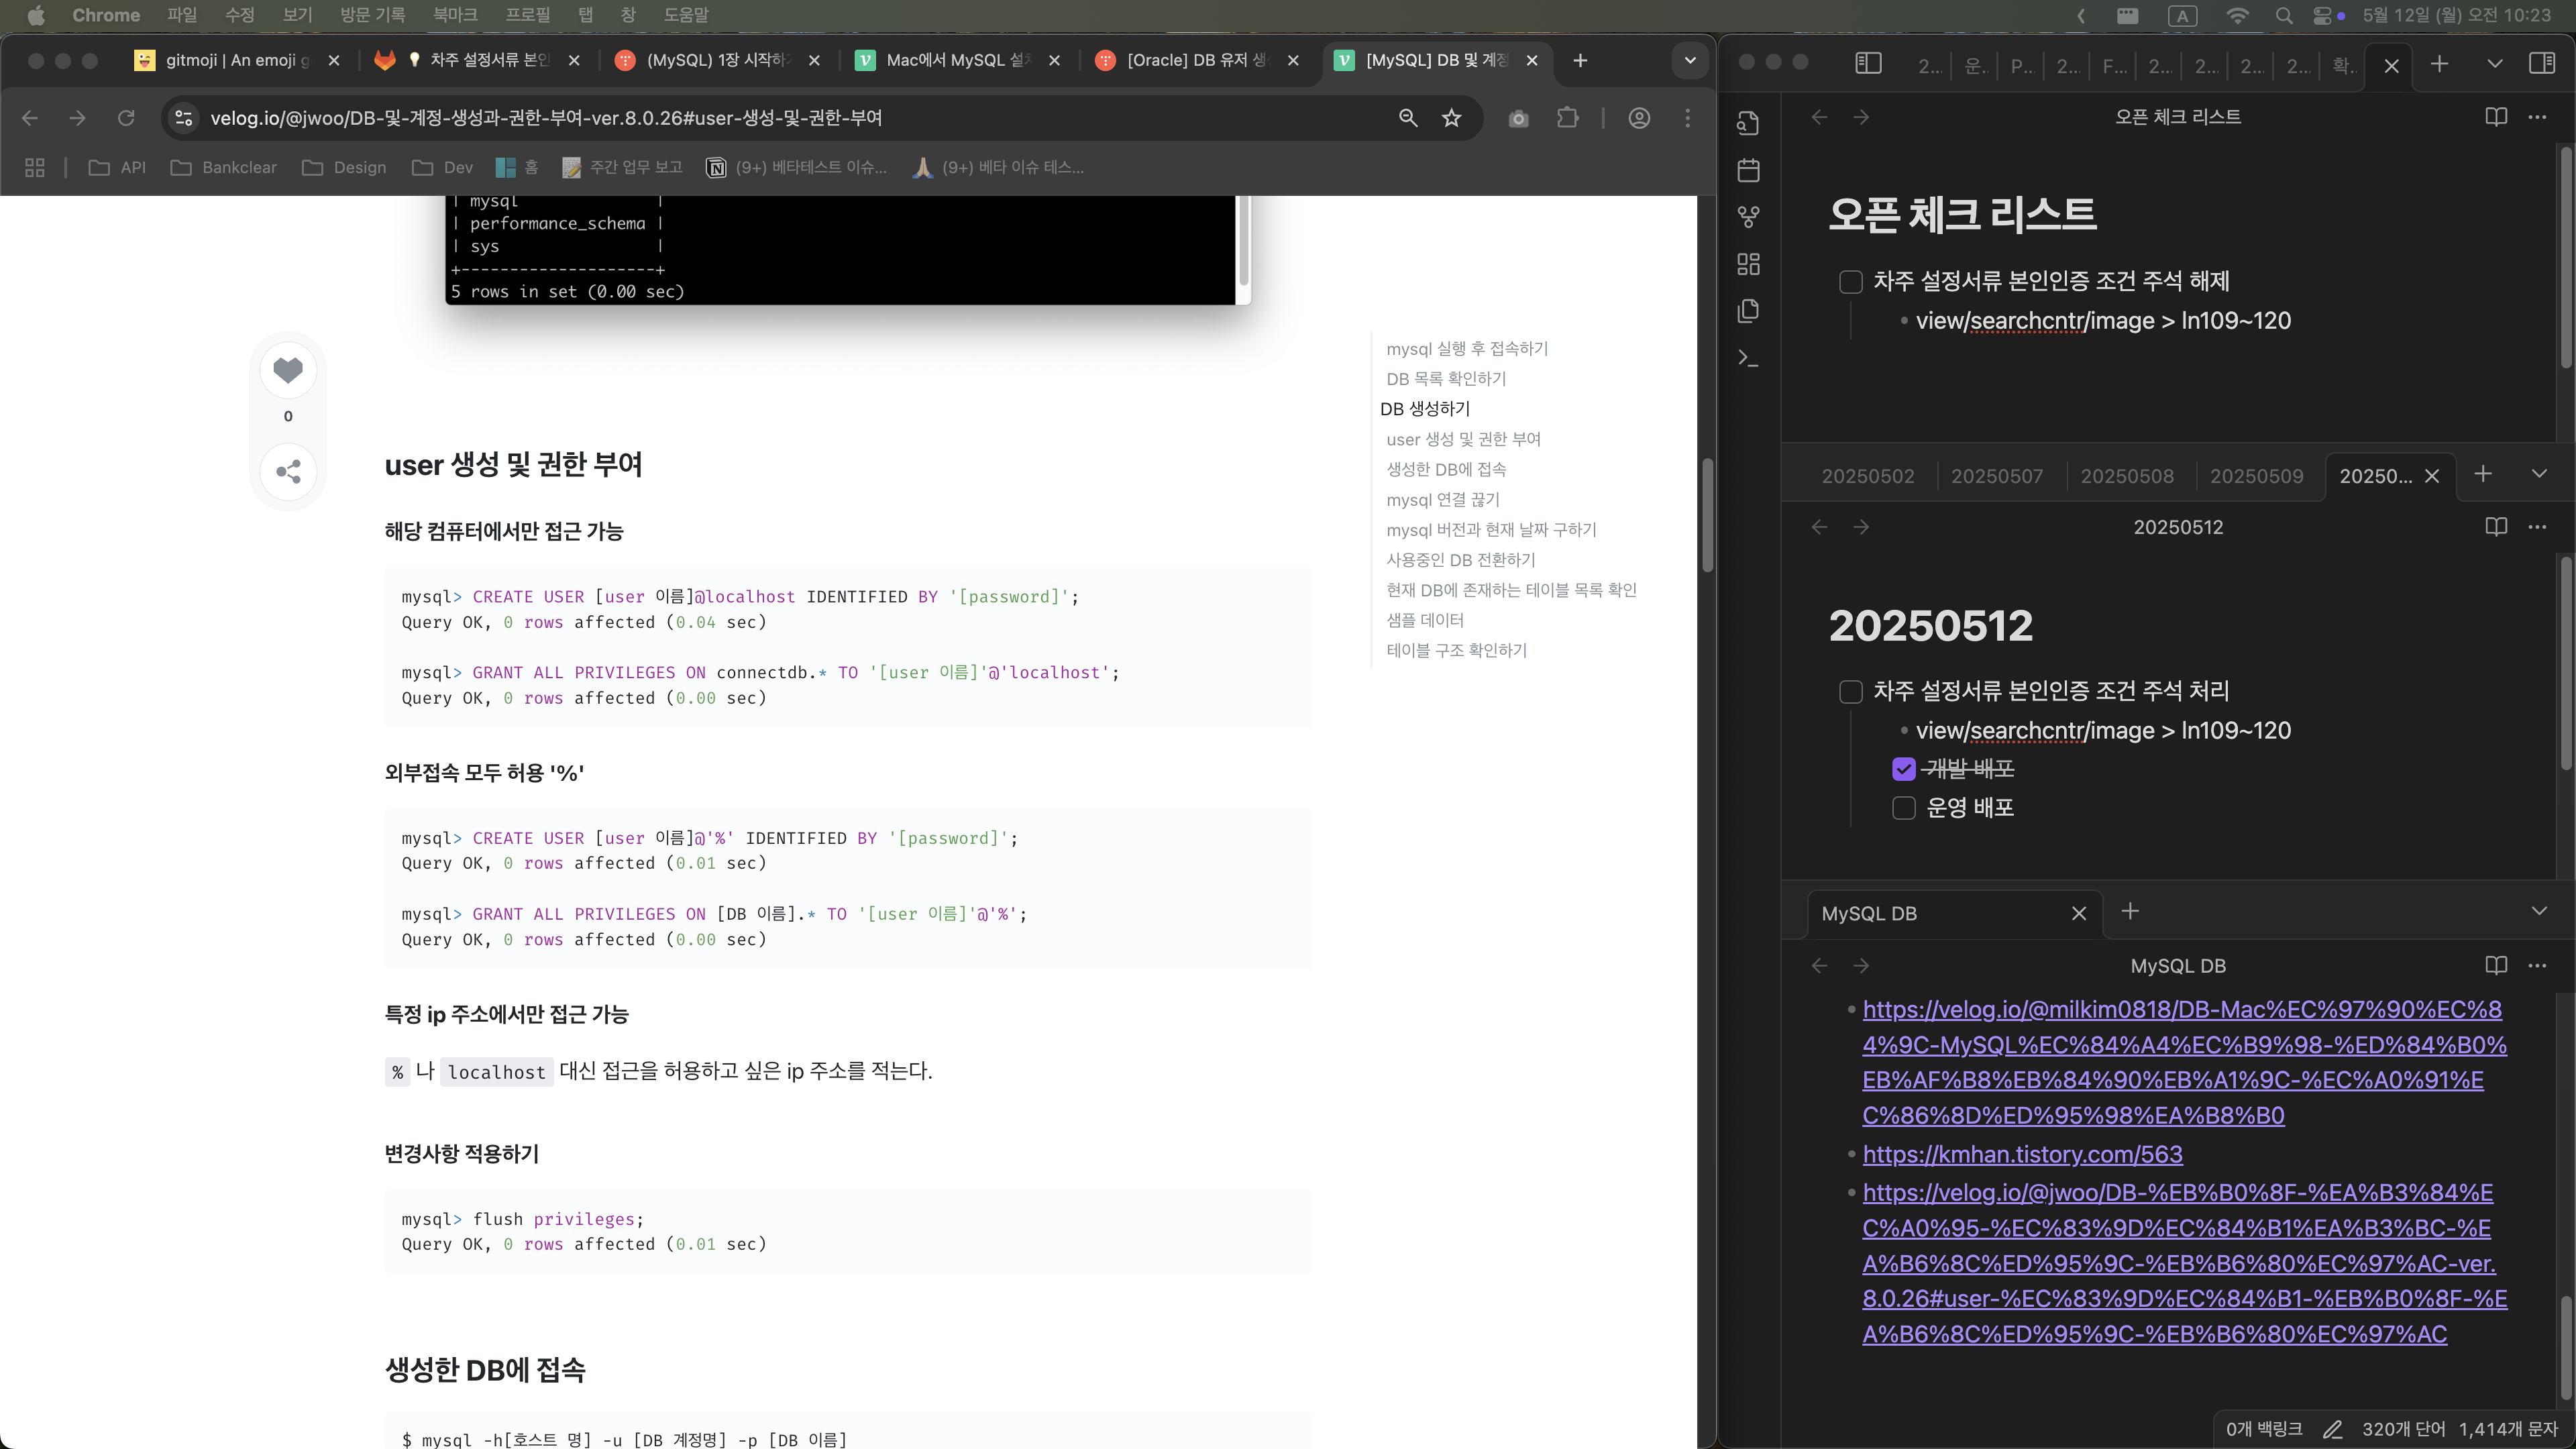 Chrome 파일 수정 보기 방문 기록 북마크 프로필 탭 창 도움말
A 5월 12일 (월) 오전 10:23
gitmoji | An emoji g
차주 설정서류 본인
(MySQL) 1장 시작하기
Mac에서 MySQL 설치
[Oracle] DB 유저 생성
[MySQL] DB 및 계정
velog.io/@jwoo/DB-및-계정-생성과-권한-부여-ver.8.0.26#user-생성-및-권한-부여
API Bankclear Design Dev 홈 주간 업무 보고 (9+) 베타테스트 이슈... (9+) 베타 이슈 테스...
| mysql |
| performance_schema |
| sys |
+--------------------+
5 rows in set (0.00 sec)
0
user 생성 및 권한 부여
해당 컴퓨터에서만 접근 가능
mysql> CREATE USER [user 이름]@localhost IDENTIFIED BY '[password]';
Query OK, 0 rows affected (0.04 sec)
mysql> GRANT ALL PRIVILEGES ON connectdb.* TO '[user 이름]'@'localhost';
Query OK, 0 rows affected (0.00 sec)
외부접속 모두 허용 '%'
mysql> CREATE USER [user 이름]@'%' IDENTIFIED BY '[password]';
Query OK, 0 rows affected (0.01 sec)
mysql> GRANT ALL PRIVILEGES ON [DB 이름].* TO '[user 이름]'@'%';
Query OK, 0 rows affected (0.00 sec)
특정 ip 주소에서만 접근 가능
% 나 localhost 대신 접근을 허용하고 싶은 ip 주소를 적는다.
변경사항 적용하기
mysql> flush privileges;
Query OK, 0 rows affected (0.01 sec)
생성한 DB에 접속
$ mysql -h[호스트 명] -u [DB 계정명] -p [DB 이름]
mysql 실행 후 접속하기
DB 목록 확인하기
DB 생성하기
user 생성 및 권한 부여
생성한 DB에 접속
mysql 연결 끊기
mysql 버전과 현재 날짜 구하기
사용중인 DB 전환하기
현재 DB에 존재하는 테이블 목록 확인
샘플 데이터
테이블 구조 확인하기
2... 운.. P... 2... F... 2... 2... 2... 2... 확..
오픈 체크 리스트
오픈 체크 리스트
차주 설정서류 본인인증 조건 주석 해제
view/searchcntr/image > ln109~120
20250502 20250507 20250508 20250509 20250...
20250512
20250512
차주 설정서류 본인인증 조건 주석 처리
view/searchcntr/image > ln109~120
개발 배포
운영 배포
MySQL DB
MySQL DB
https://velog.io/@milkim0818/DB-Mac%EC%97%90%EC%8
4%9C-MySQL%EC%84%A4%EC%B9%98-%ED%84%B0%
EB%AF%B8%EB%84%90%EB%A1%9C-%EC%A0%91%E
C%86%8D%ED%95%98%EA%B8%B0
https://kmhan.tistory.com/563
https://velog.io/@jwoo/DB-%EB%B0%8F-%EA%B3%84%E
C%A0%95-%EC%83%9D%EC%84%B1%EA%B3%BC-%E
A%B6%8C%ED%95%9C-%EB%B6%80%EC%97%AC-ver.
8.0.26#user-%EC%83%9D%EC%84%B1-%EB%B0%8F-%E
A%B6%8C%ED%95%9C-%EB%B6%80%EC%97%AC
0개 백링크 320개 단어 1,414개 문자